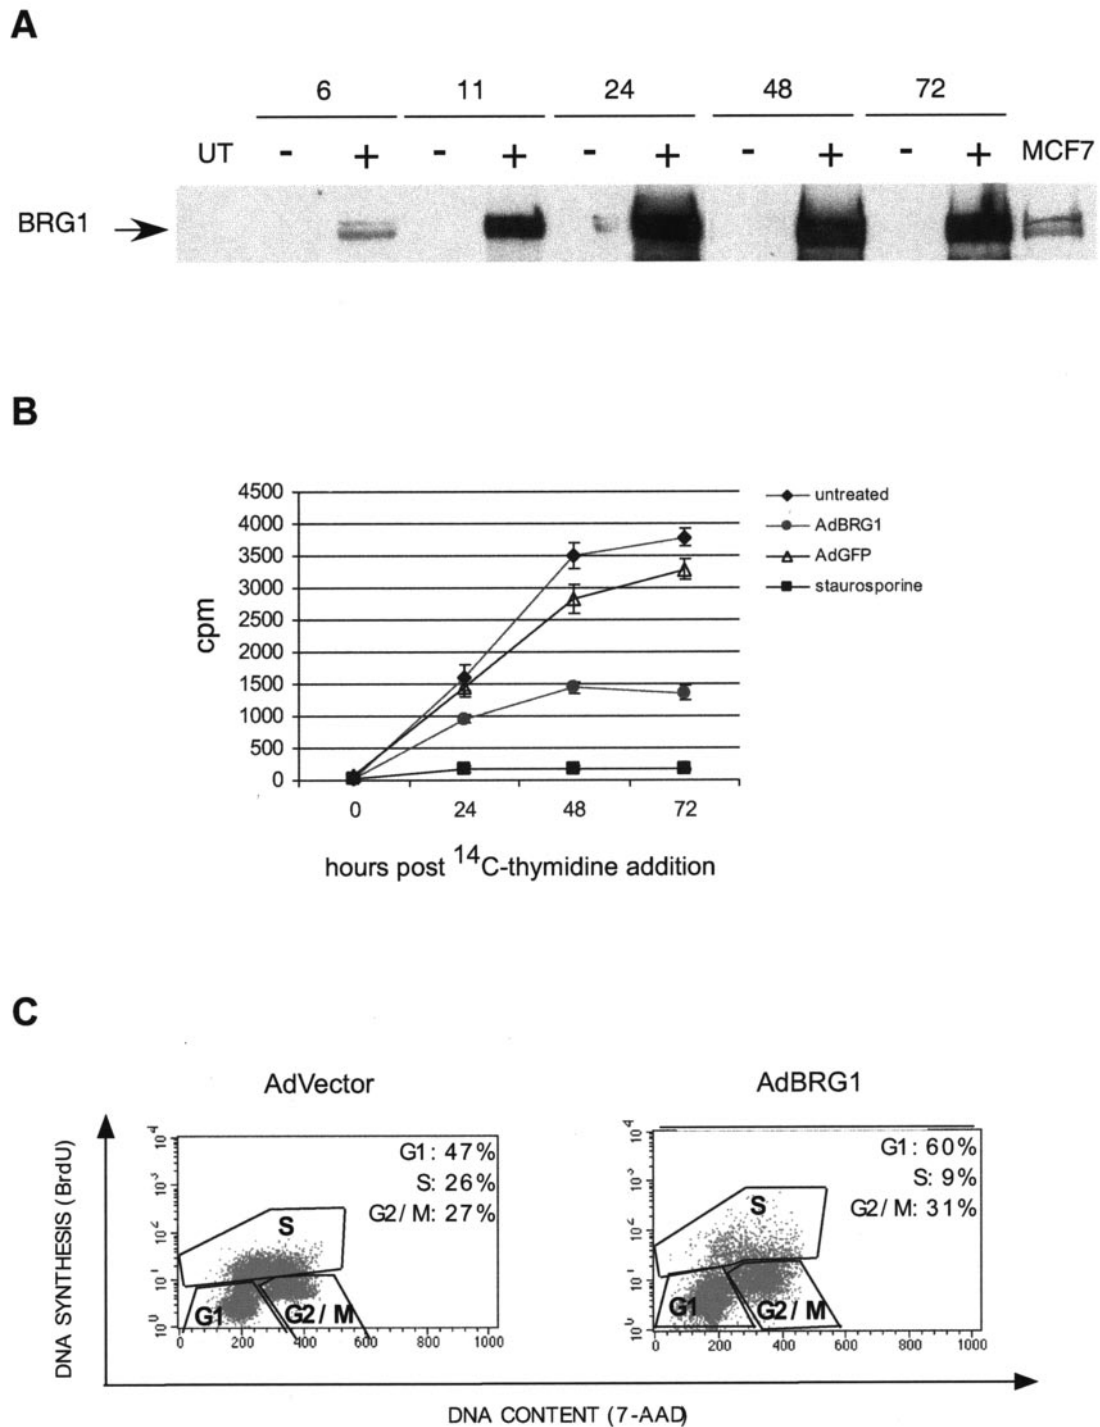 A
6 11 24 48 72
UT - + - + - + - + - + MCF7
BRG1
B
4500
4000
3500
3000
2500
2000
1500
1000
500
0
cpm
0 24 48 72
hours post 14C-thymidine addition
untreated
AdBRG1
AdGFP
staurosporine
C
AdVector
G1: 47%
S: 26%
G2/M: 27%
S
G1
G2/M
0 200 400 600 800 1000
AdBRG1
G1: 60%
S: 9%
G2/M: 31%
S
G1
G2/M
0 200 400 600 800 1000
DNA SYNTHESIS (BrdU)
DNA CONTENT (7-AAD)